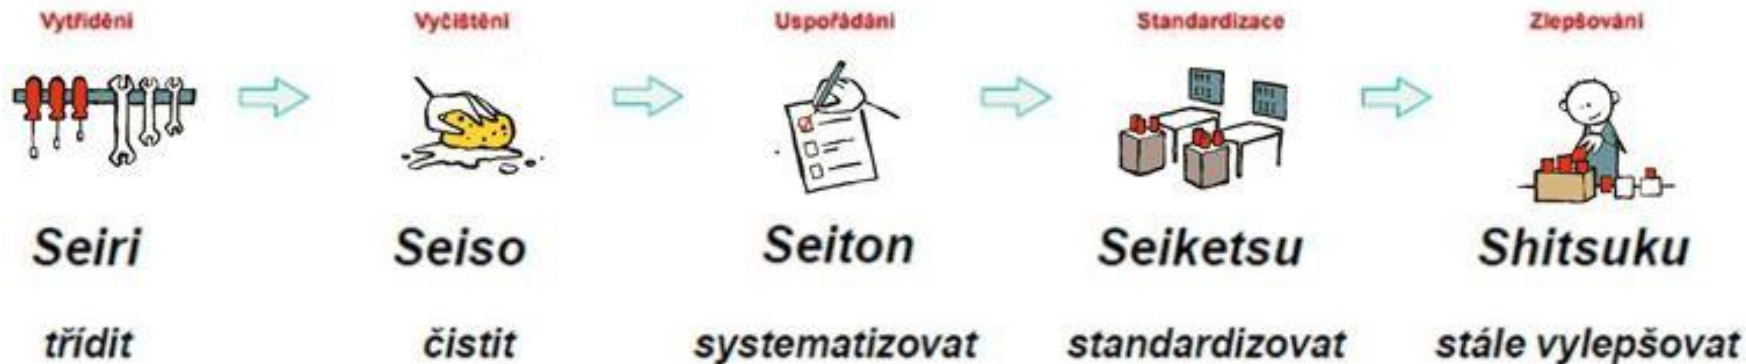 Vytřídění Vyčištění Uspořádání Standardizace Zlepšování
Seiri Seiso Seiton Seiketsu Shitsuku
třídit čistit systematizovat standardizovat stále vylepšovat